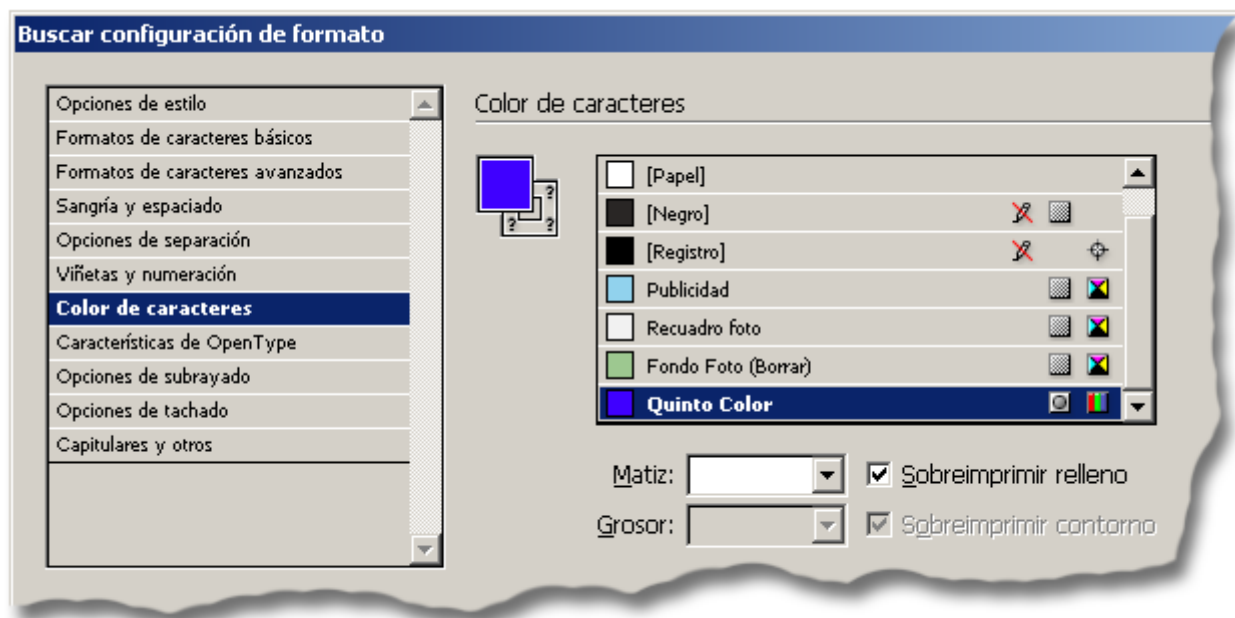 Buscar configuración de formato
Opciones de estilo
Formatos de caracteres básicos
Formatos de caracteres avanzados
Sangría y espaciado
Opciones de separación
Viñetas y numeración
Color de caracteres
Características de OpenType
Opciones de subrayado
Opciones de tachado
Capitulares y otros
Color de caracteres
?
? ?
[Papel]
[Negro]
[Registro]
Publicidad
Recuadro foto
Fondo Foto (Borrar)
Quinto Color
Matiz:
Sobreimprimir relleno
Grosor:
Sobreimprimir contorno